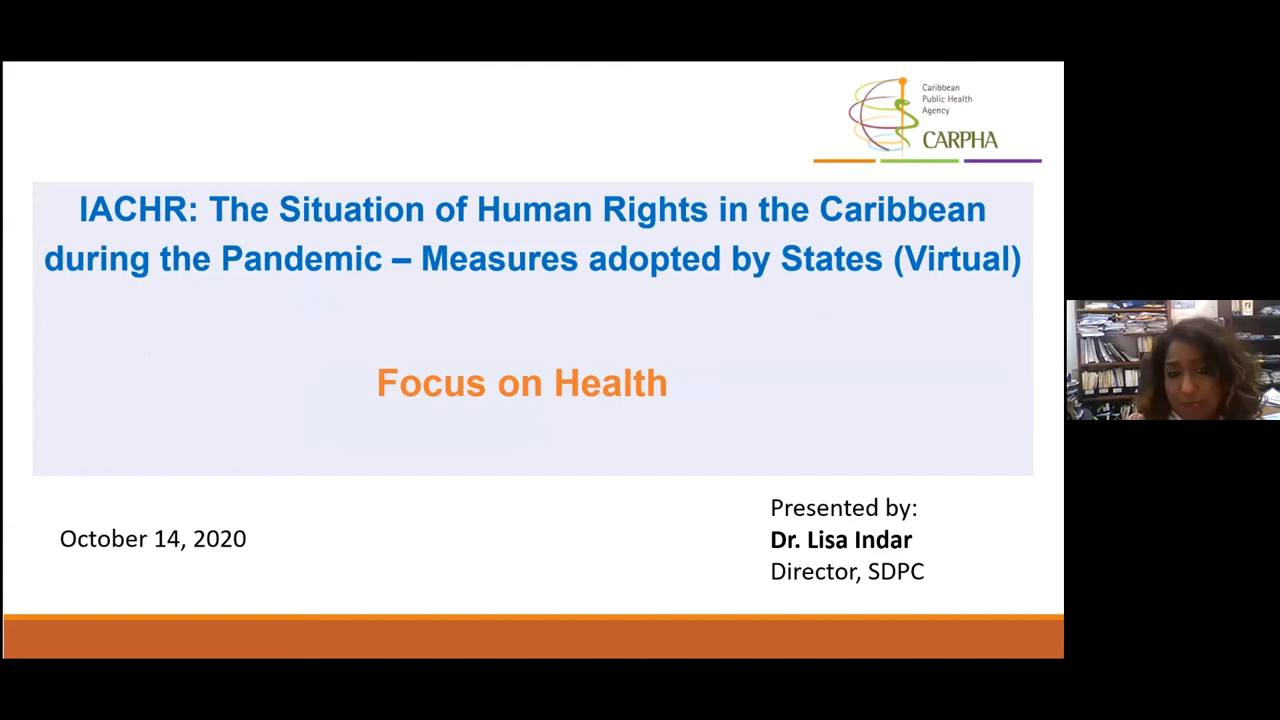 Caribbean
Public Health
Agency
CARPHA
IACHR: The Situation of Human Rights in the Caribbean
during the Pandemic – Measures adopted by States (Virtual)
Focus on Health
October 14, 2020
Presented by:
Dr. Lisa Indar
Director, SDPC